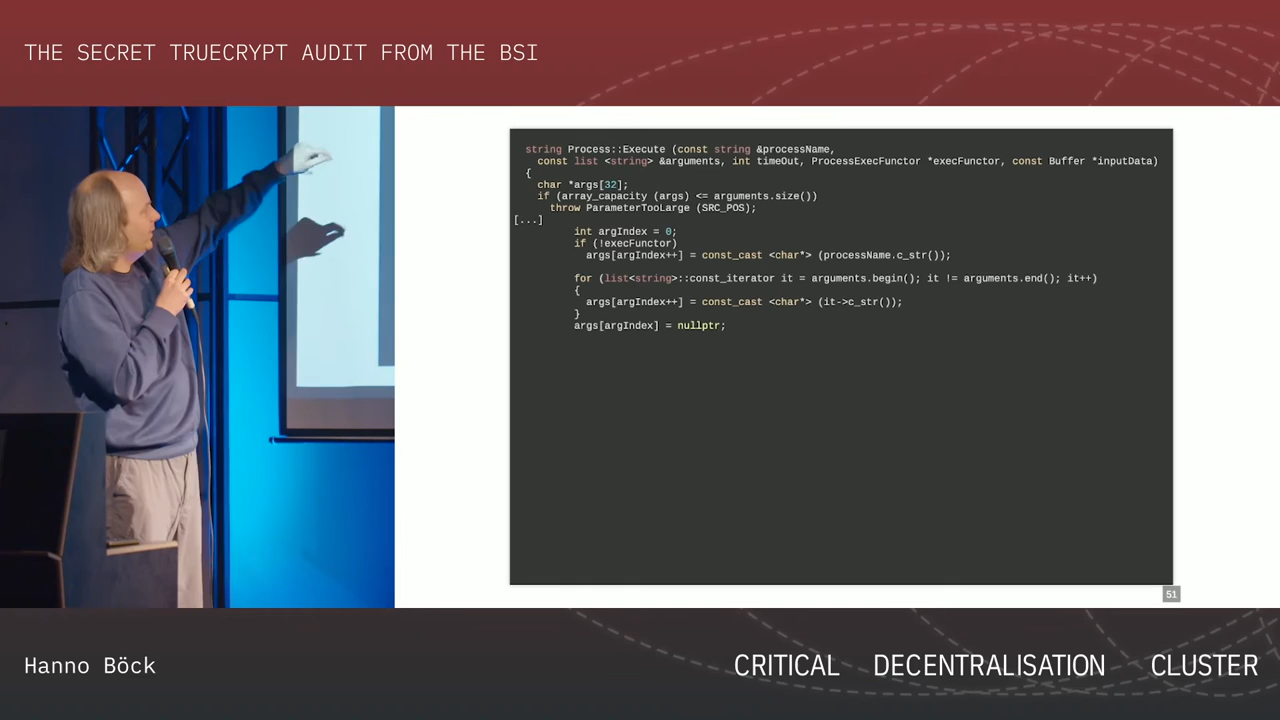 THE SECRET TRUECRYPT AUDIT FROM THE BSI
string Process::Execute (const string &processName,
const list <string> &arguments, int timeOut, ProcessExecFunctor *execFunctor, const Buffer *inputData)
{
char *args[32];
if (array_capacity (args) <= arguments.size())
throw ParameterTooLarge (SRC_POS);
[...]
int argIndex = 0;
if (!execFunctor)
args[argIndex++] = const_cast <char*> (processName.c_str());
for (list<string>::const_iterator it = arguments.begin(); it != arguments.end(); it++)
{
args[argIndex++] = const_cast <char*> (it->c_str());
}
args[argIndex] = nullptr;
51
Hanno Böck
CRITICAL DECENTRALISATION CLUSTER